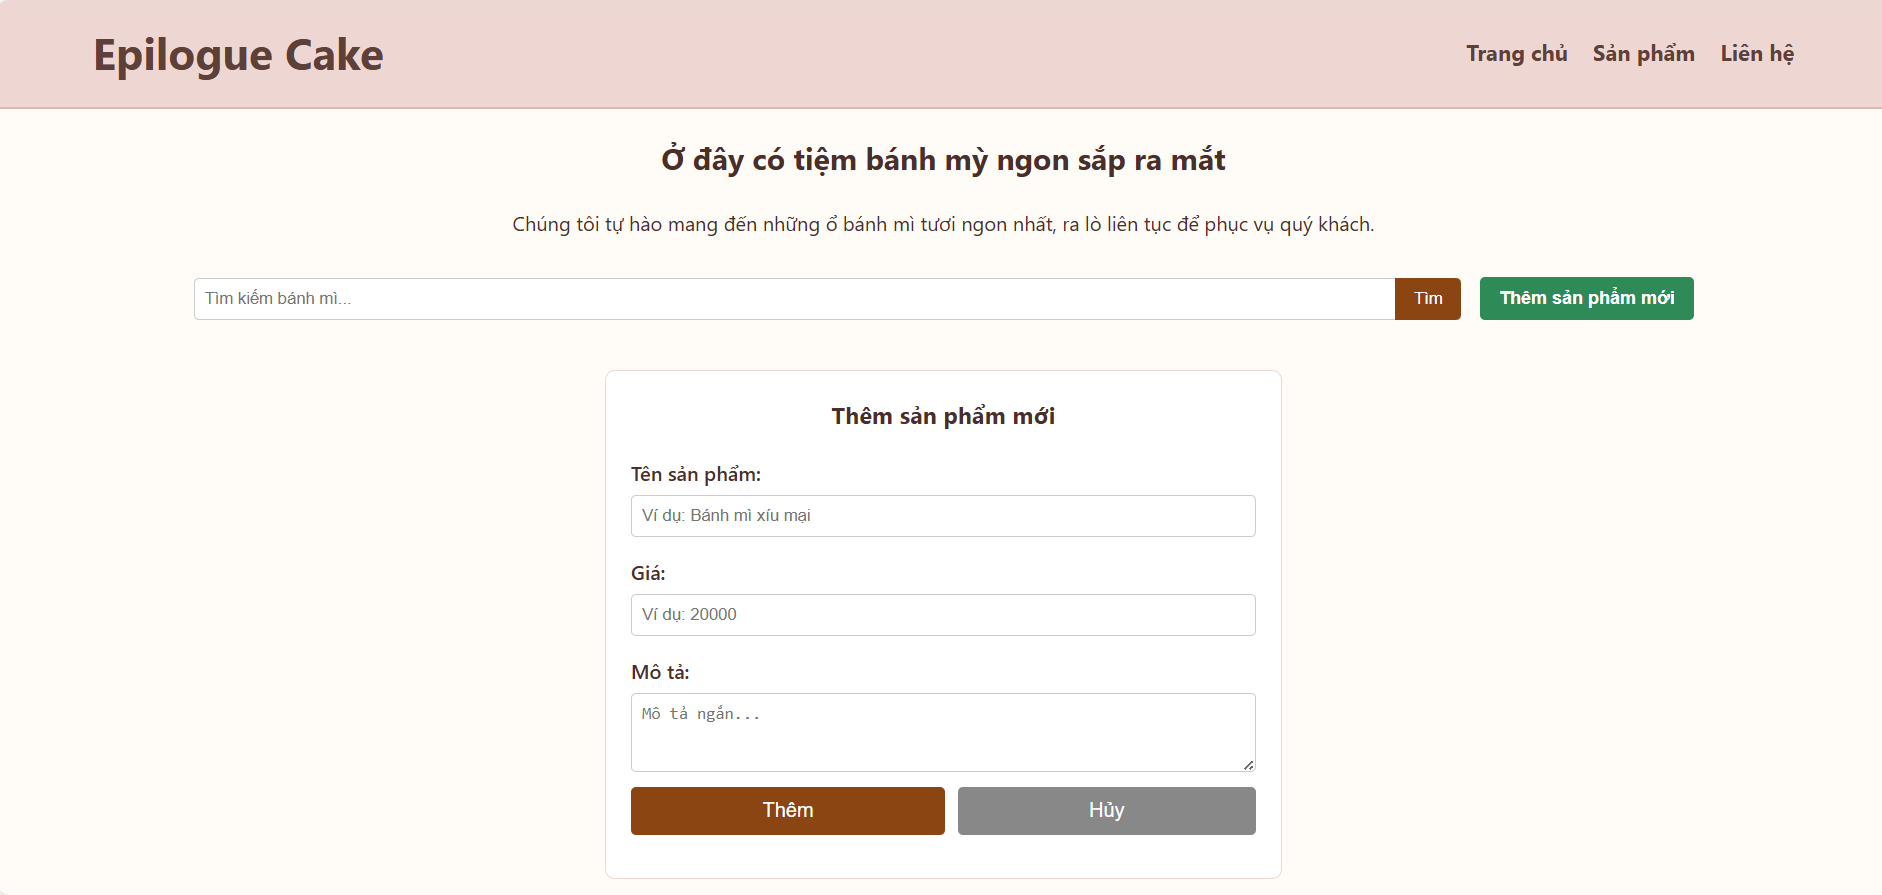 Epilogue Cake
Trang chủ Sản phẩm Liên hệ
Ở đây có tiệm bánh mỳ ngon sắp ra mắt
Chúng tôi tự hào mang đến những ổ bánh mì tươi ngon nhất, ra lò liên tục để phục vụ quý khách.
Tìm kiếm bánh mì... Tìm Thêm sản phẩm mới
Thêm sản phẩm mới
Tên sản phẩm:
Ví dụ: Bánh mì xíu mại
Giá:
Ví dụ: 20000
Mô tả:
Mô tả ngắn...
Thêm Hủy